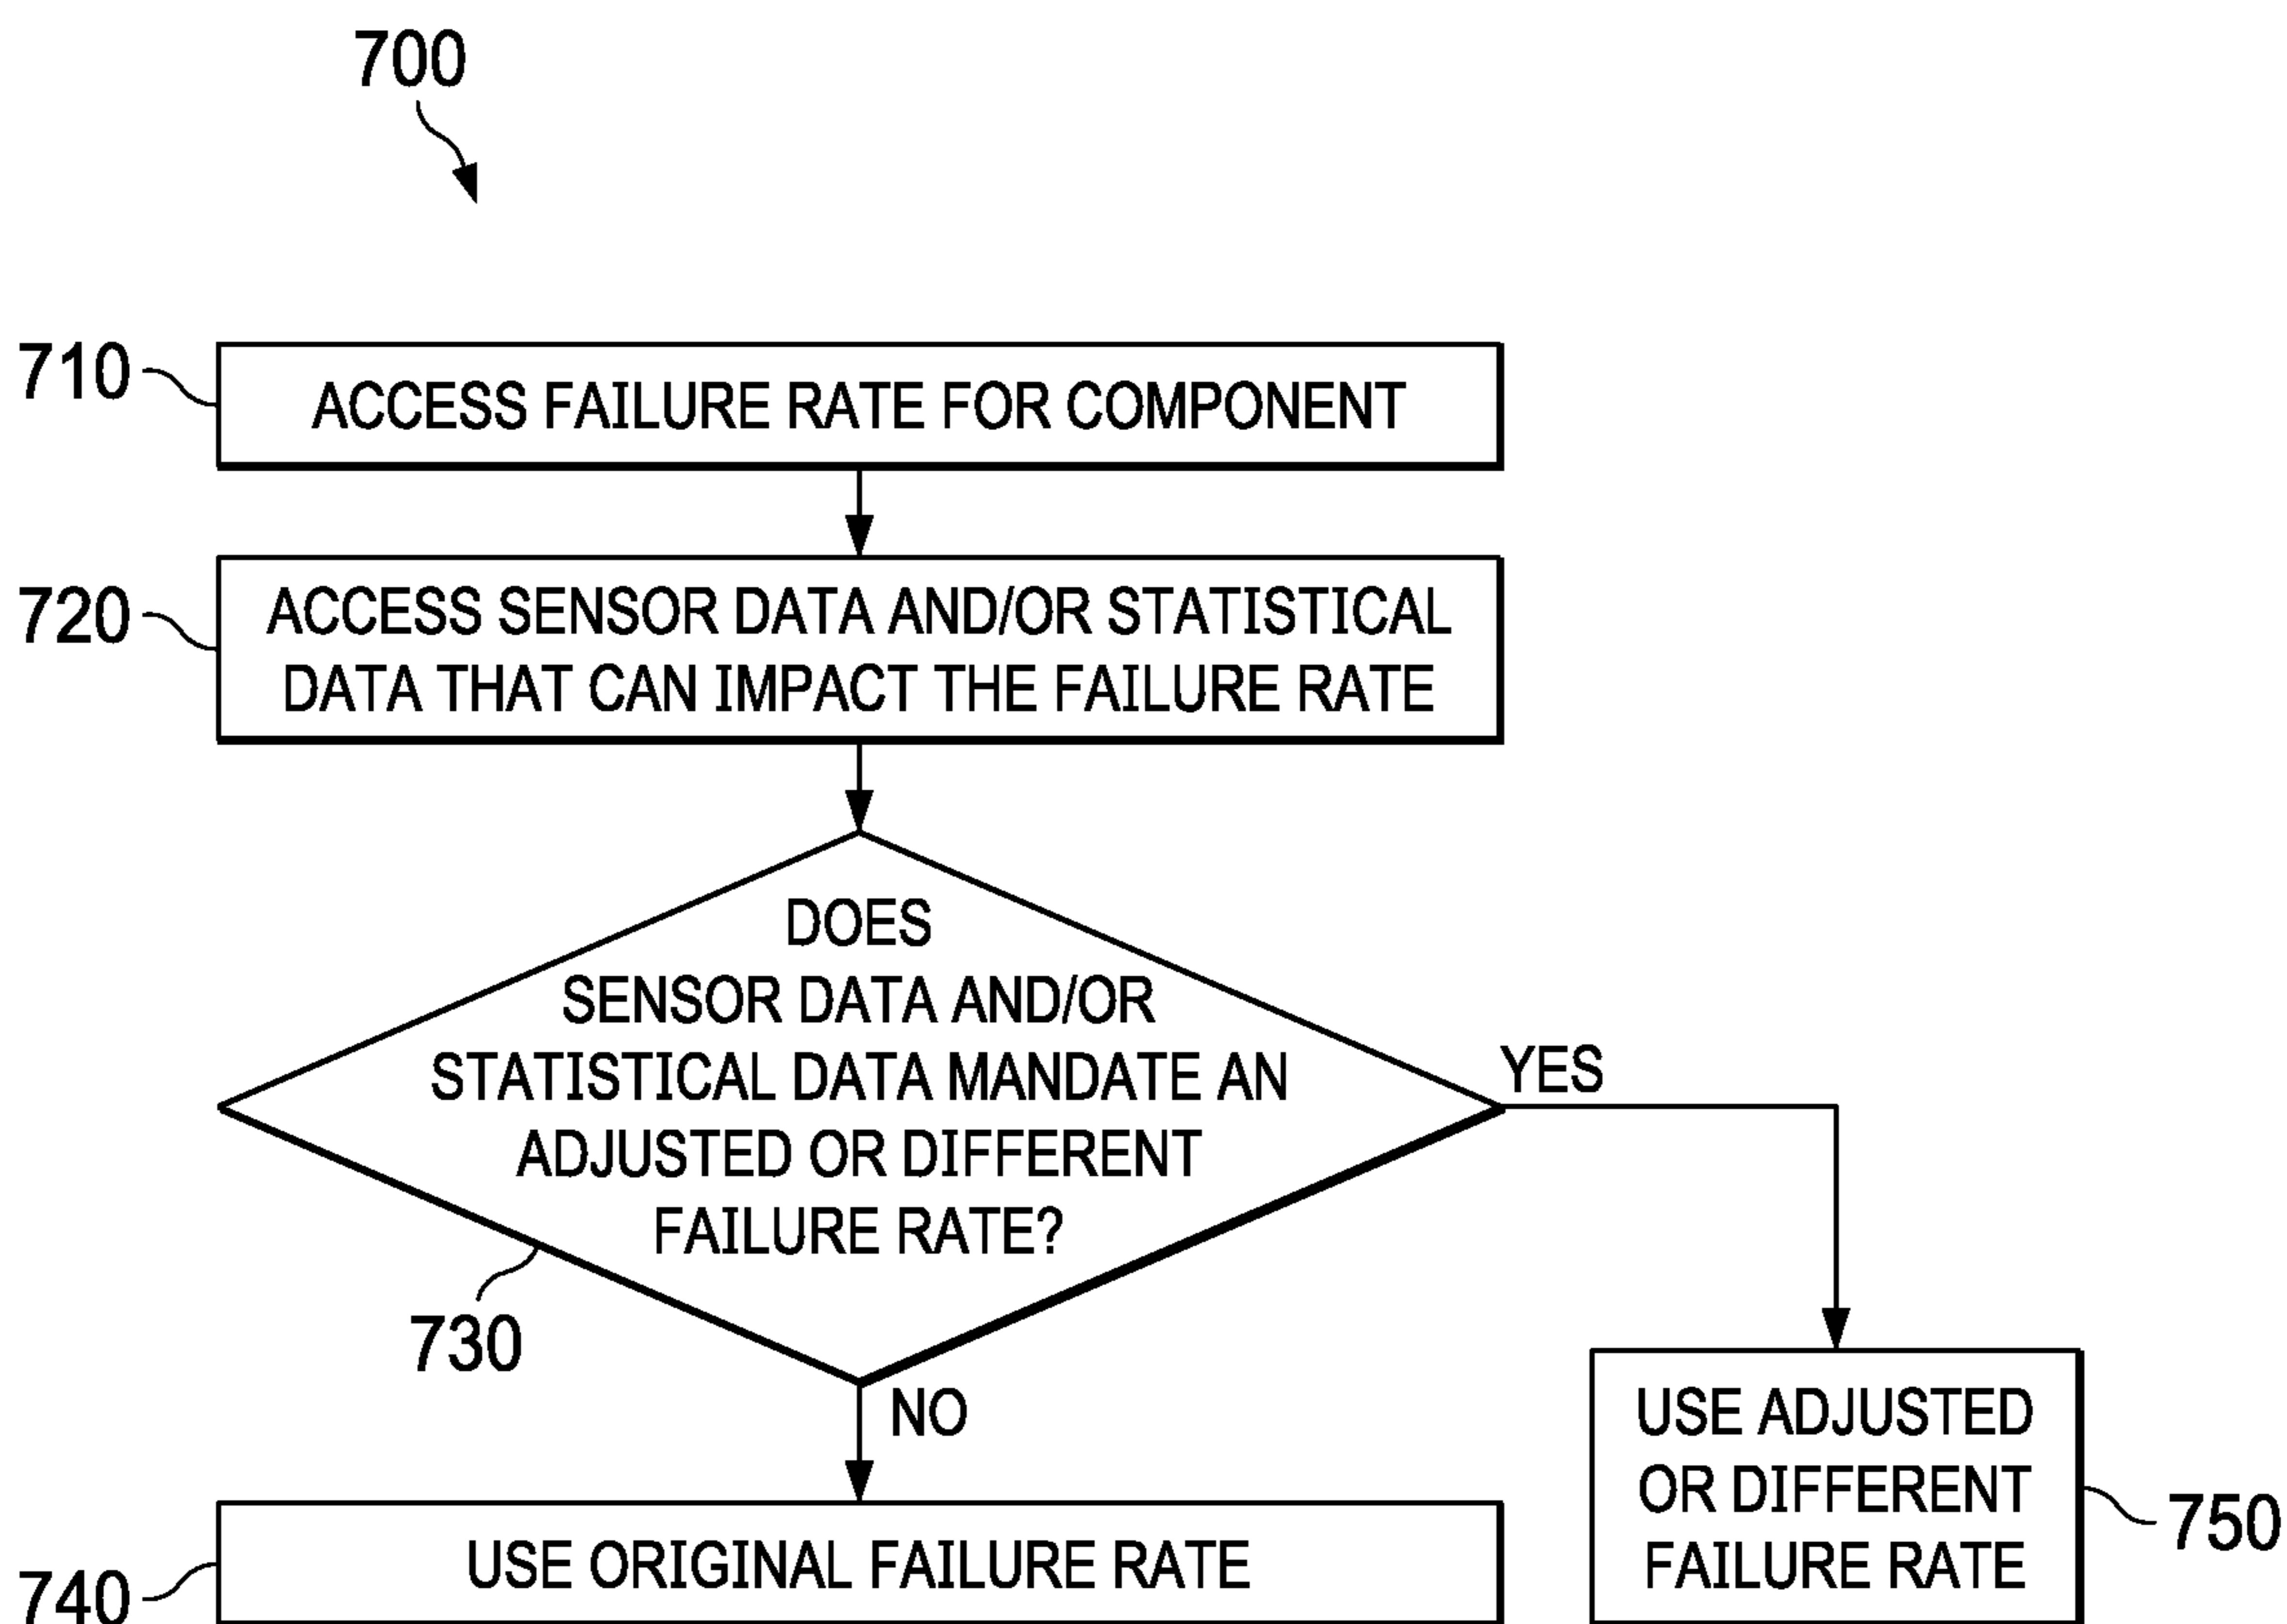 700
710
ACCESS FAILURE RATE FOR COMPONENT
720
ACCESS SENSOR DATA AND/OR STATISTICAL
DATA THAT CAN IMPACT THE FAILURE RATE
DOES
SENSOR DATA AND/OR
STATISTICAL DATA MANDATE AN
ADJUSTED OR DIFFERENT
FAILURE RATE?
730
YES
NO
740
USE ORIGINAL FAILURE RATE
USE ADJUSTED
OR DIFFERENT
FAILURE RATE
750